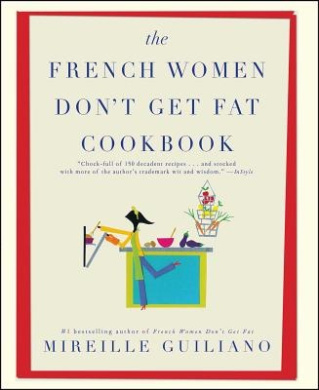 the
FRENCH WOMEN
DON'T GET FAT
COOKBOOK
"Chock-full of 150 decadent recipes . . . and stocked
with more of the author's trademark wit and wisdom." —InStyle
#1 bestselling author of French Women Don't Get Fat
MIREILLE GUILIANO